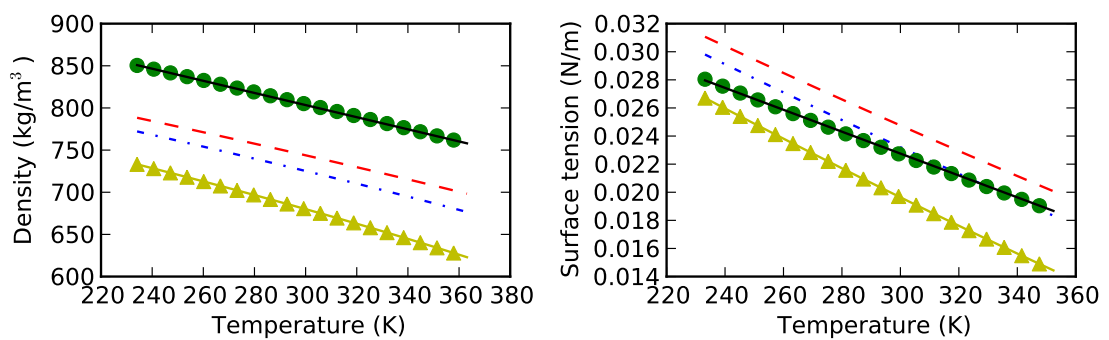 Density (kg/m³)
900
850
800
750
700
650
600
220 240 260 280 300 320 340 360 380
Temperature (K)
Surface tension (N/m)
0.032
0.030
0.028
0.026
0.024
0.022
0.020
0.018
0.016
0.014
220 240 260 280 300 320 340 360
Temperature (K)